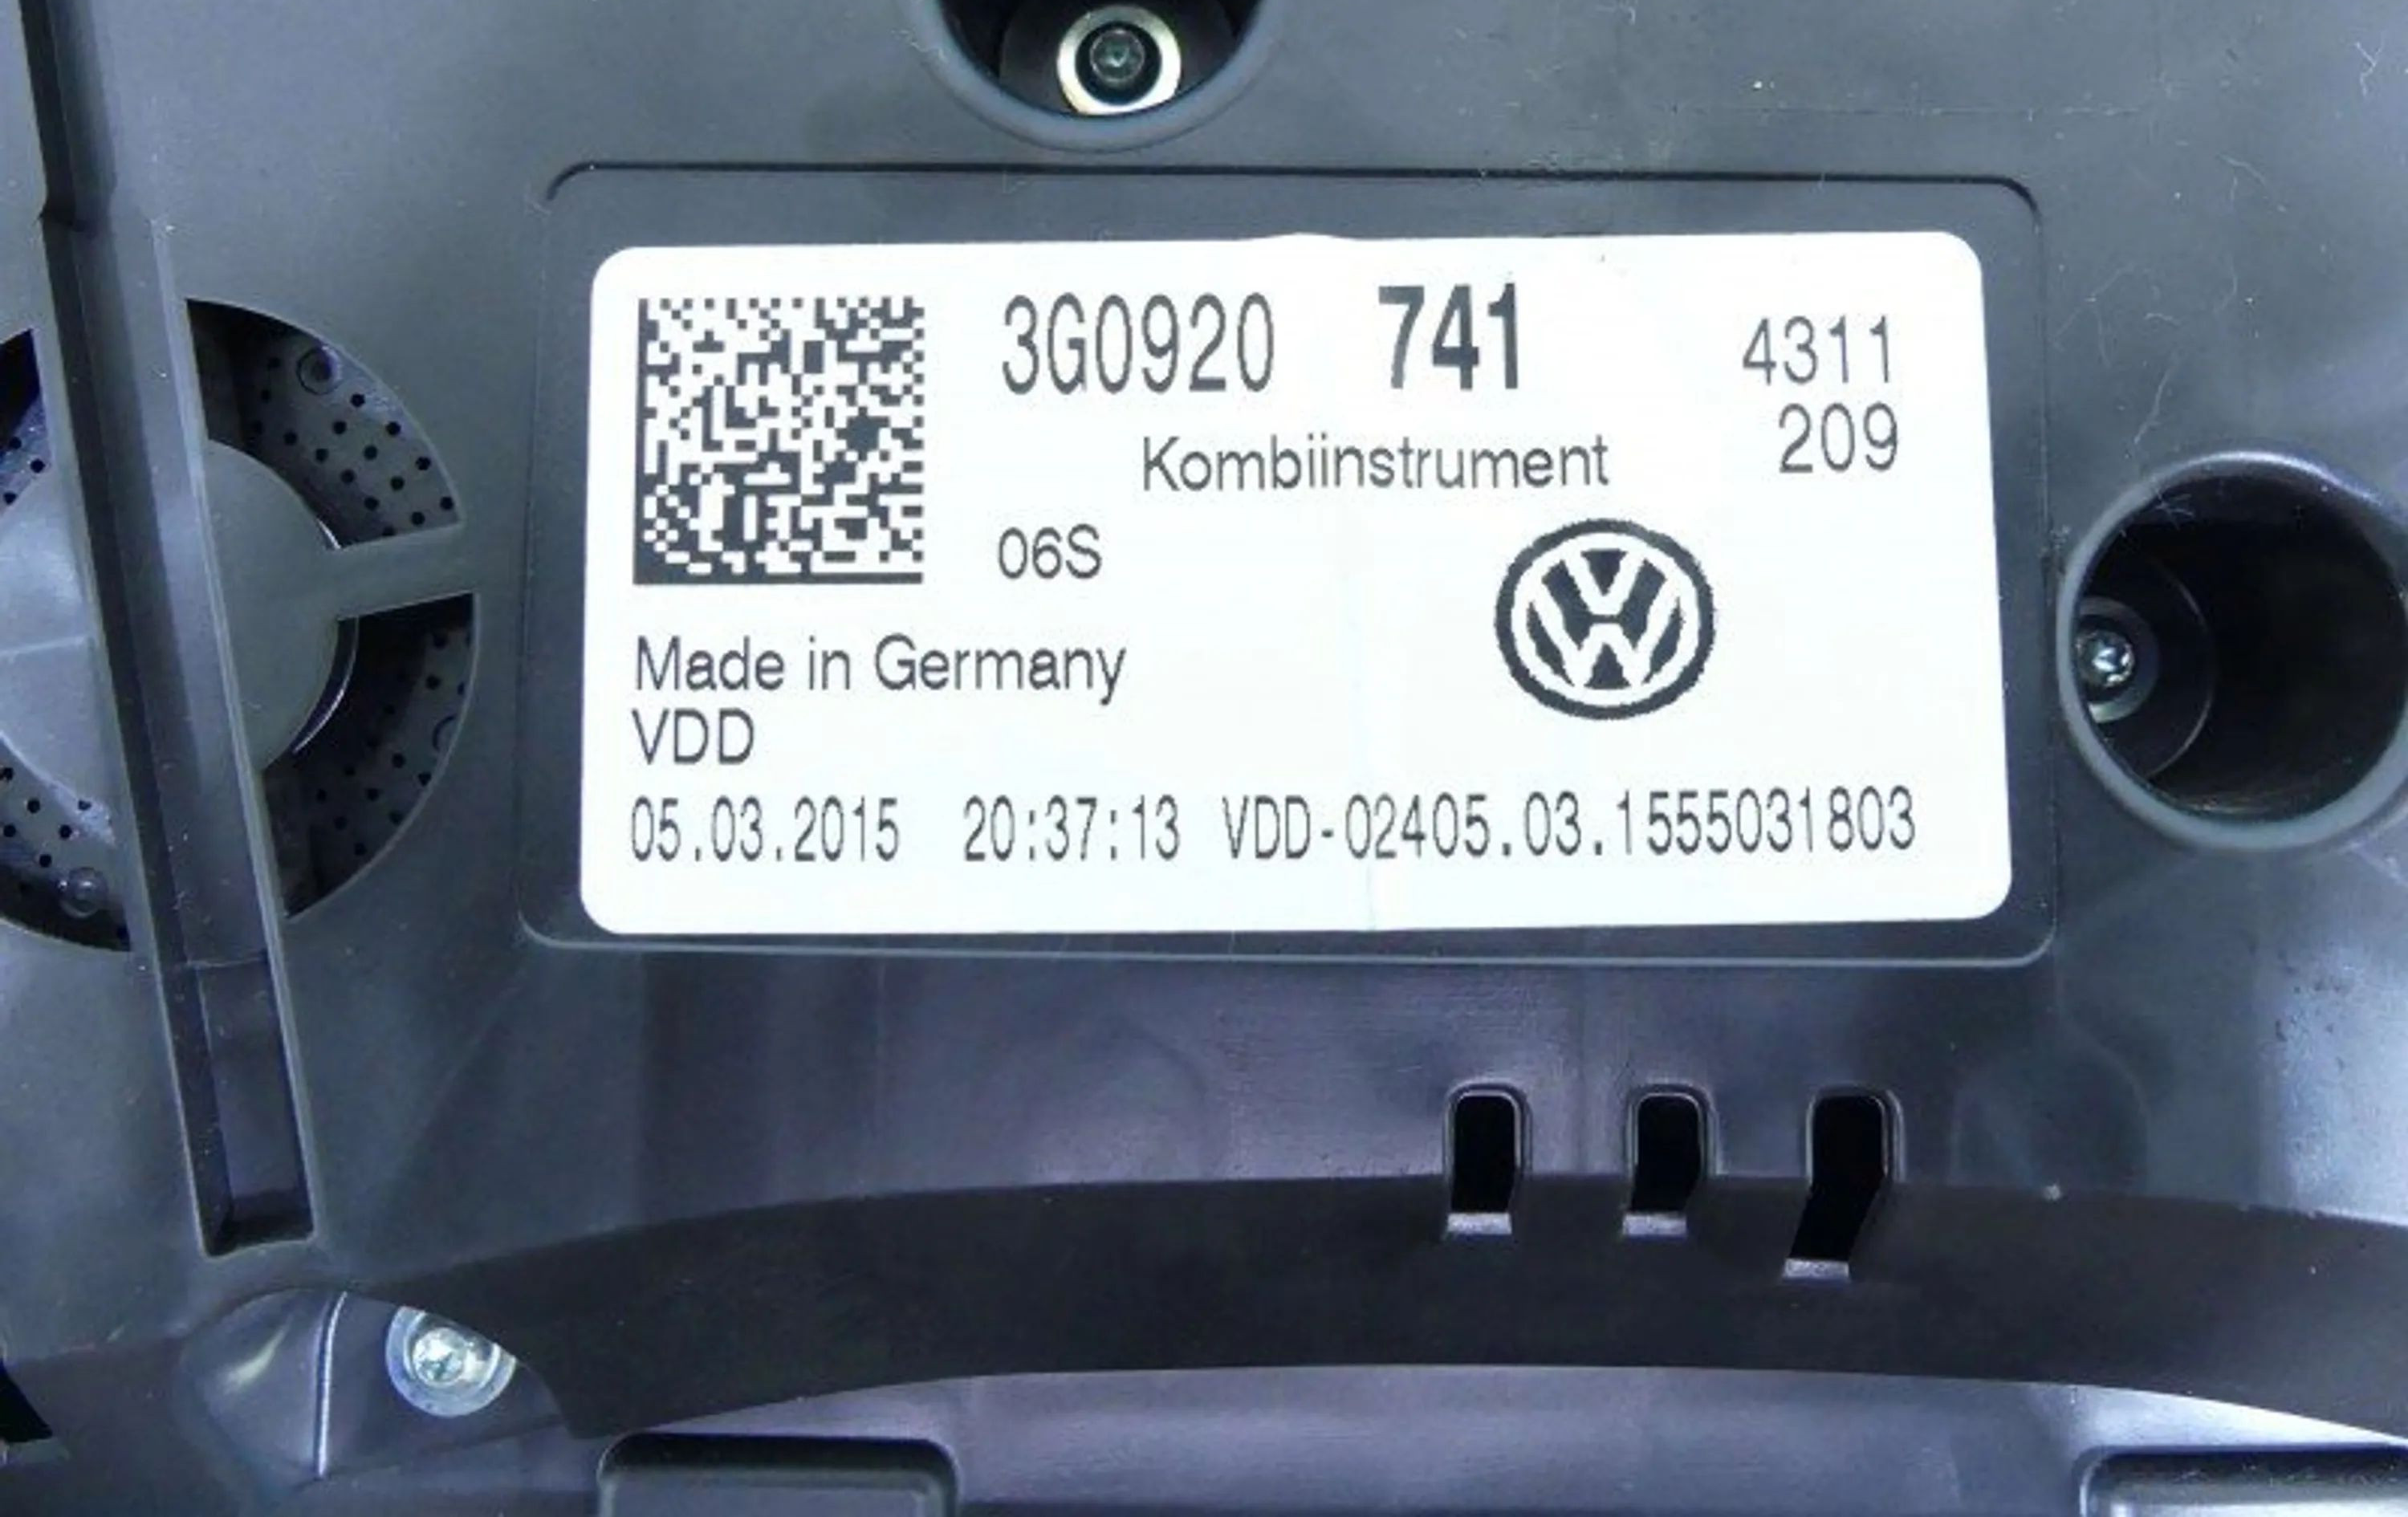 3G0920 741 4311
209
Kombiinstrument
06S
Made in Germany
VDD
05.03.2015 20:37:13 VDD-02405.03.1555031803